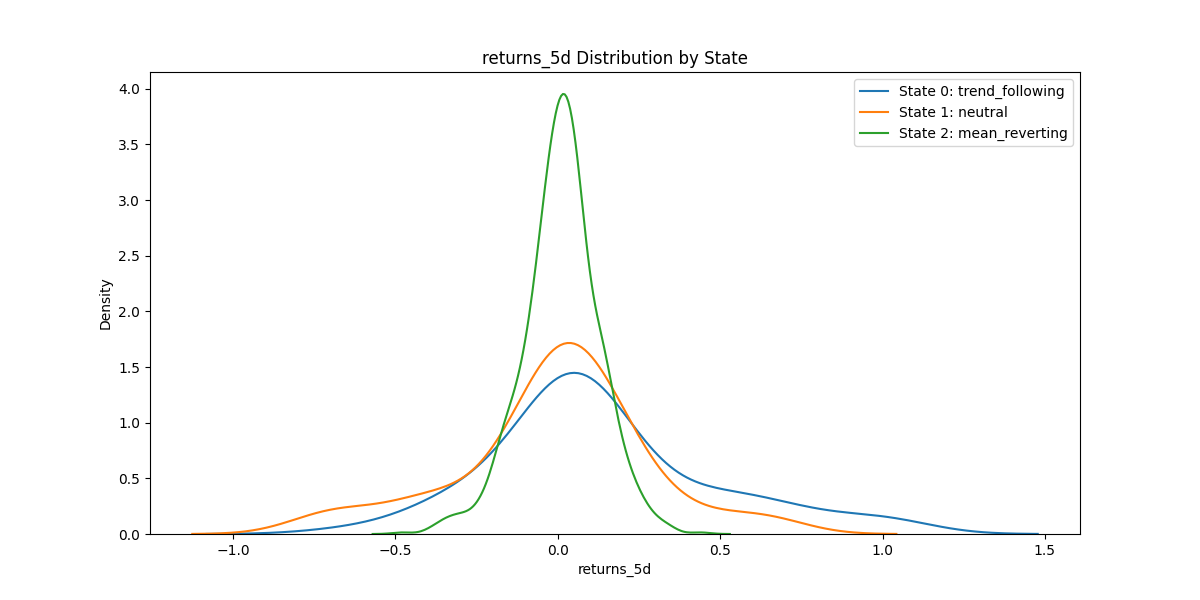 returns_5d Distribution by State
State 0: trend_following
State 1: neutral
State 2: mean_reverting
Density
4.0
3.5
3.0
2.5
2.0
1.5
1.0
0.5
0.0
−1.0
−0.5
0.0
0.5
1.0
1.5
returns_5d